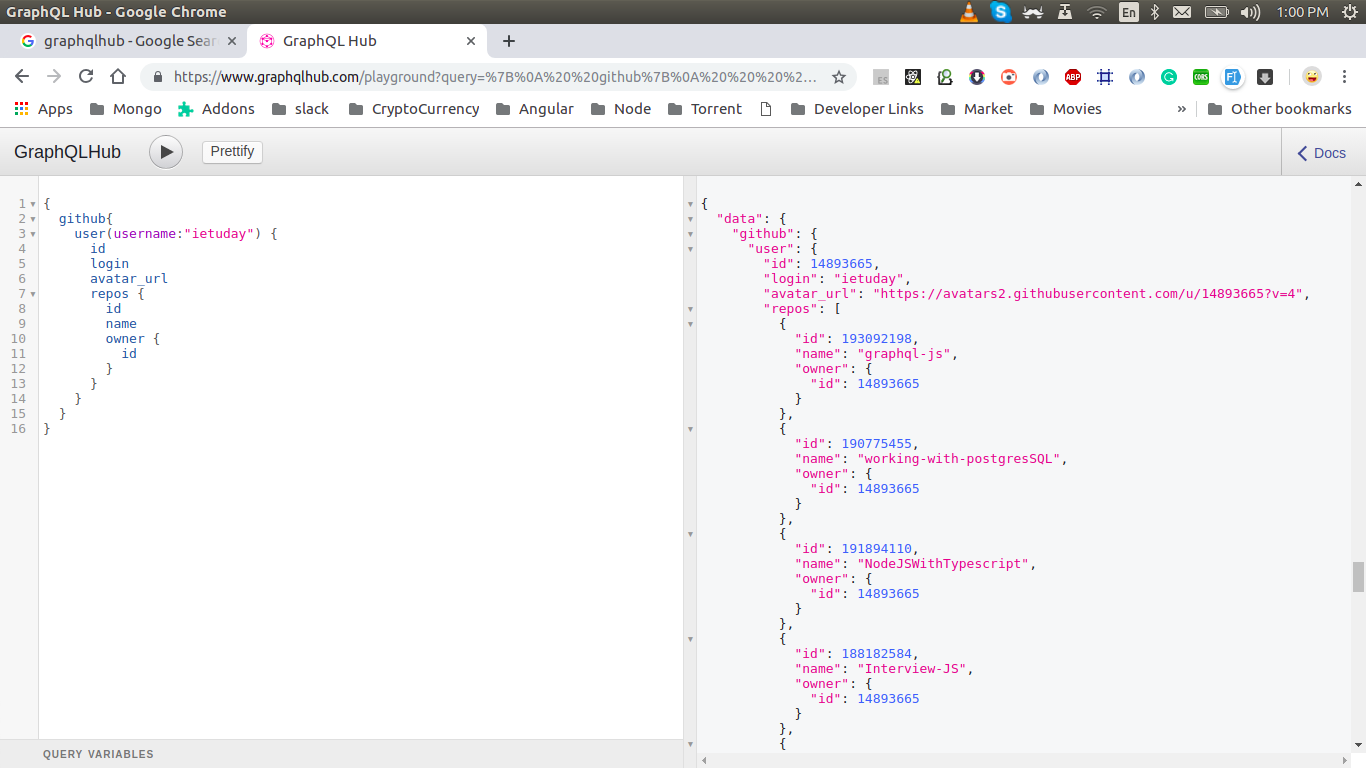 GraphQL Hub - Google Chrome
En
1:00 PM
graphqlhub - Google Sear
GraphQL Hub
https://www.graphqlhub.com/playground?query=%7B%0A%20%20github%7B%0A%20%20%20%2...
ES
ABP
CORS
Apps
Mongo
Addons
slack
CryptoCurrency
Angular
Node
Torrent
Developer Links
Market
Movies
»
Other bookmarks
GraphQLHub
Prettify
Docs
1 {
2   github{
3     user(username:"ietuday") {
4       id
5       login
6       avatar_url
7       repos {
8         id
9         name
10         owner {
11           id
12         }
13       }
14     }
15   }
16 }
QUERY VARIABLES
{
  "data": {
    "github": {
      "user": {
        "id": 14893665,
        "login": "ietuday",
        "avatar_url": "https://avatars2.githubusercontent.com/u/14893665?v=4",
        "repos": [
          {
            "id": 193092198,
            "name": "graphql-js",
            "owner": {
              "id": 14893665
            }
          },
          {
            "id": 190775455,
            "name": "working-with-postgresSQL",
            "owner": {
              "id": 14893665
            }
          },
          {
            "id": 191894110,
            "name": "NodeJSWithTypescript",
            "owner": {
              "id": 14893665
            }
          },
          {
            "id": 188182584,
            "name": "Interview-JS",
            "owner": {
              "id": 14893665
            }
          },
          {